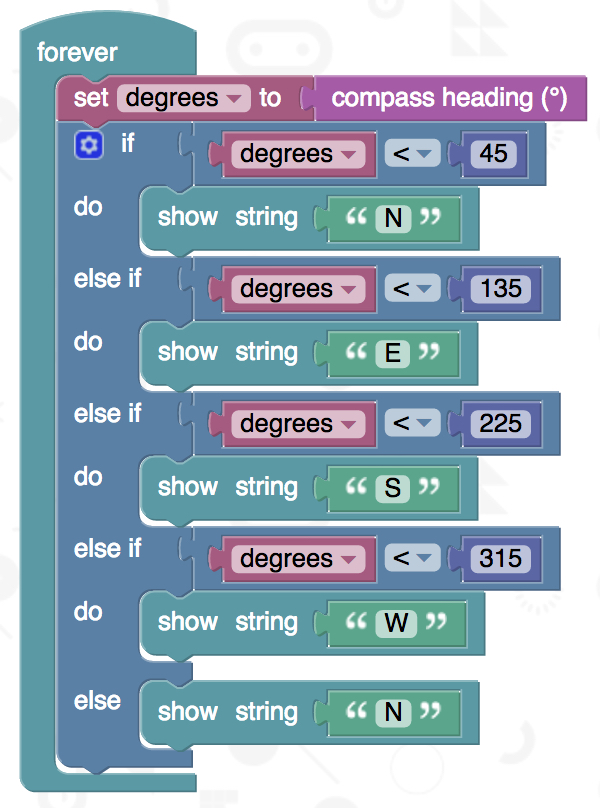 forever
set degrees to compass heading (°)
if degrees < 45
do show string “ N ”
else if degrees < 135
do show string “ E ”
else if degrees < 225
do show string “ S ”
else if degrees < 315
do show string “ W ”
else show string “ N ”